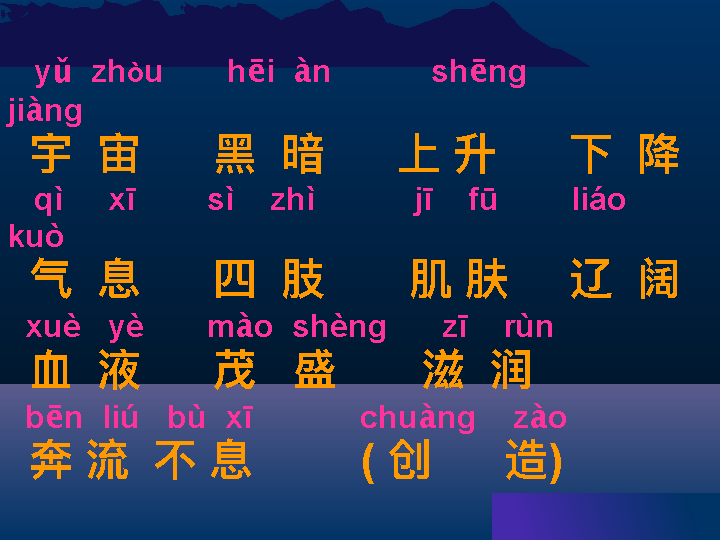 yǔ zhòu hēi àn shēng
jiàng
宇 宙 黑 暗 上 升 下 降
qì xī sì zhì jī fū liáo
kuò
气 息 四 肢 肌 肤 辽 阔
xuè yè mào shèng zī rùn
血 液 茂 盛 滋 润
bēn liú bù xī chuàng zào
奔 流 不 息 ( 创 造)